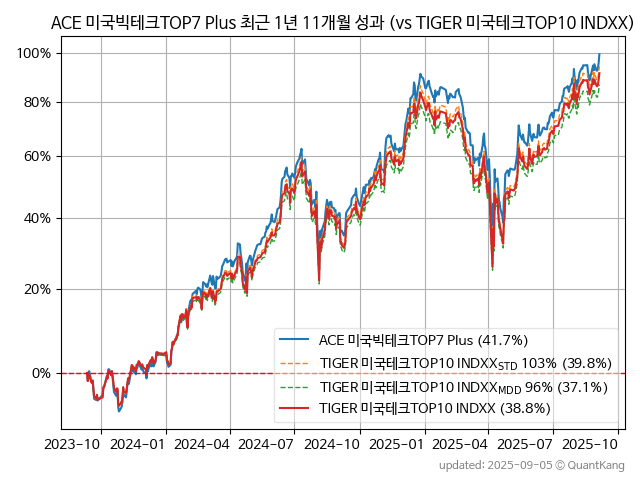 ACE 미국빅테크TOP7 Plus 최근 1년 11개월 성과 (vs TIGER 미국테크TOP10 INDXX)
100%
80%
60%
40%
20%
0%
ACE 미국빅테크TOP7 Plus (41.7%)
TIGER 미국테크TOP10 INDXX_STD 103% (39.8%)
TIGER 미국테크TOP10 INDXX_MDD 96% (37.1%)
TIGER 미국테크TOP10 INDXX (38.8%)
2023-10 2024-01 2024-04 2024-07 2024-10 2025-01 2025-04 2025-07 2025-10
updated: 2025-09-05 © QuantKang